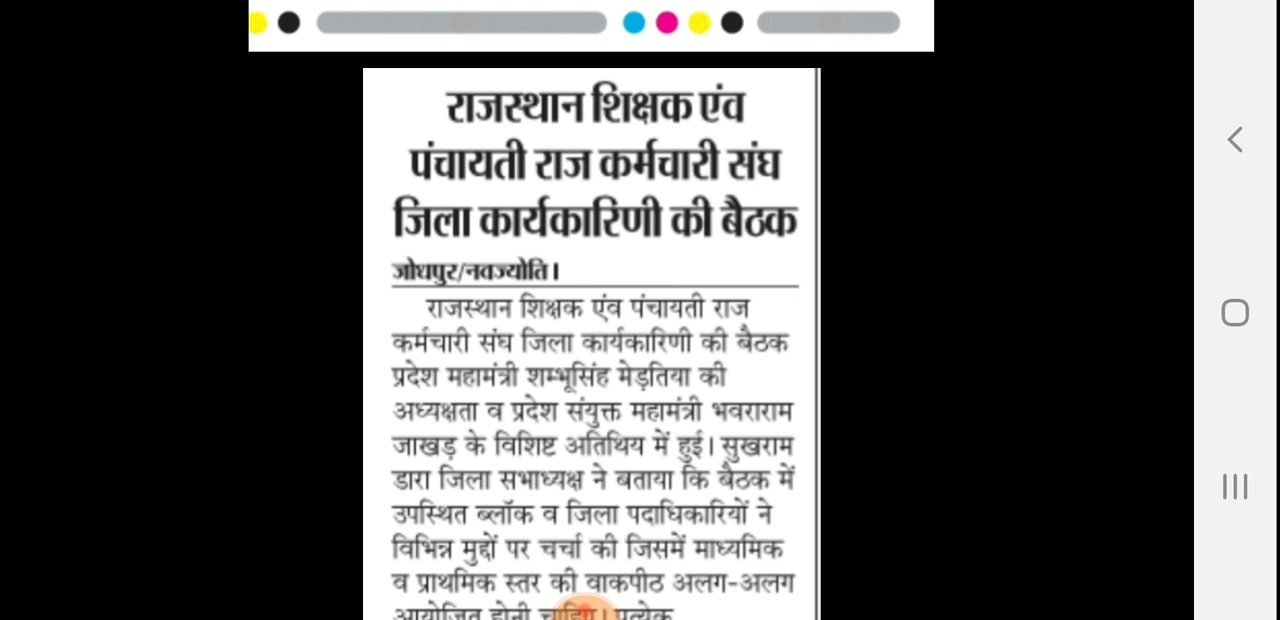 राजस्थान शिक्षक एंव
पंचायती राज कर्मचारी संघ
जिला कार्यकारिणी की बैठक
जोधपुर/नवज्योति।
राजस्थान शिक्षक एंव पंचायती राज
कर्मचारी संघ जिला कार्यकारिणी की बैठक
प्रदेश महामंत्री शम्भूसिंह मेड़तिया की
अध्यक्षता व प्रदेश संयुक्त महामंत्री भवराराम
जाखड़ के विशिष्ट अतिथिय में हुई। सुखराम
डारा जिला सभाध्यक्ष ने बताया कि बैठक में
उपस्थित ब्लॉक व जिला पदाधिकारियों ने
विभिन्न मुद्दों पर चर्चा की जिसमें माध्यमिक
व प्राथमिक स्तर की वाकपीठ अलग-अलग
आयोजित होनी चाहिए। प्रत्येक